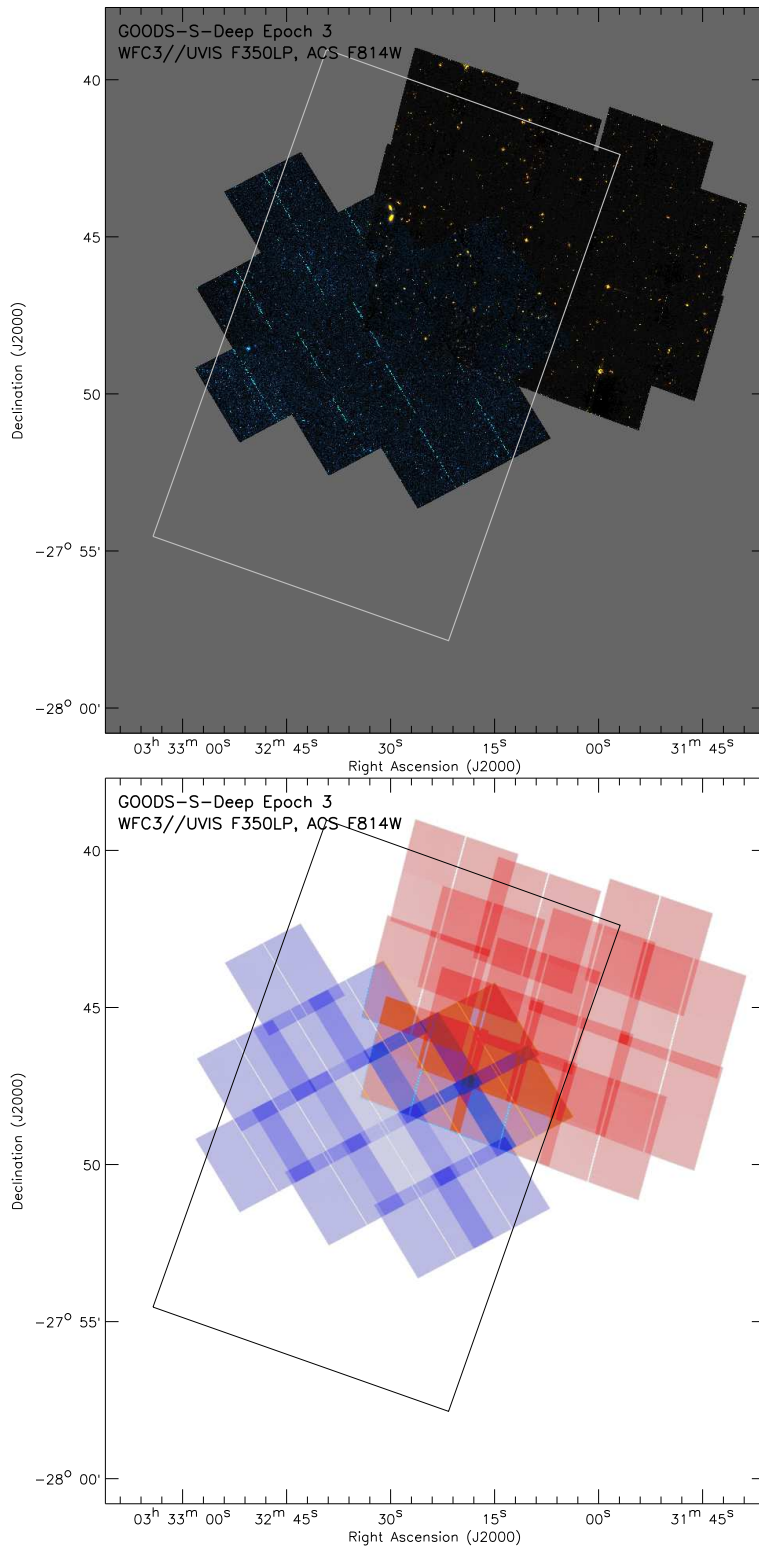 GOODS-S-Deep Epoch 3
WFC3//UVIS F350LP, ACS F814W
40
45
50
-27° 55'
-28° 00'
Declination (J2000)
03h 33m 00s 32m 45s 30s 15s 00s 31m 45s
Right Ascension (J2000)
GOODS-S-Deep Epoch 3
WFC3//UVIS F350LP, ACS F814W
40
45
50
-27° 55'
-28° 00'
Declination (J2000)
03h 33m 00s 32m 45s 30s 15s 00s 31m 45s
Right Ascension (J2000)